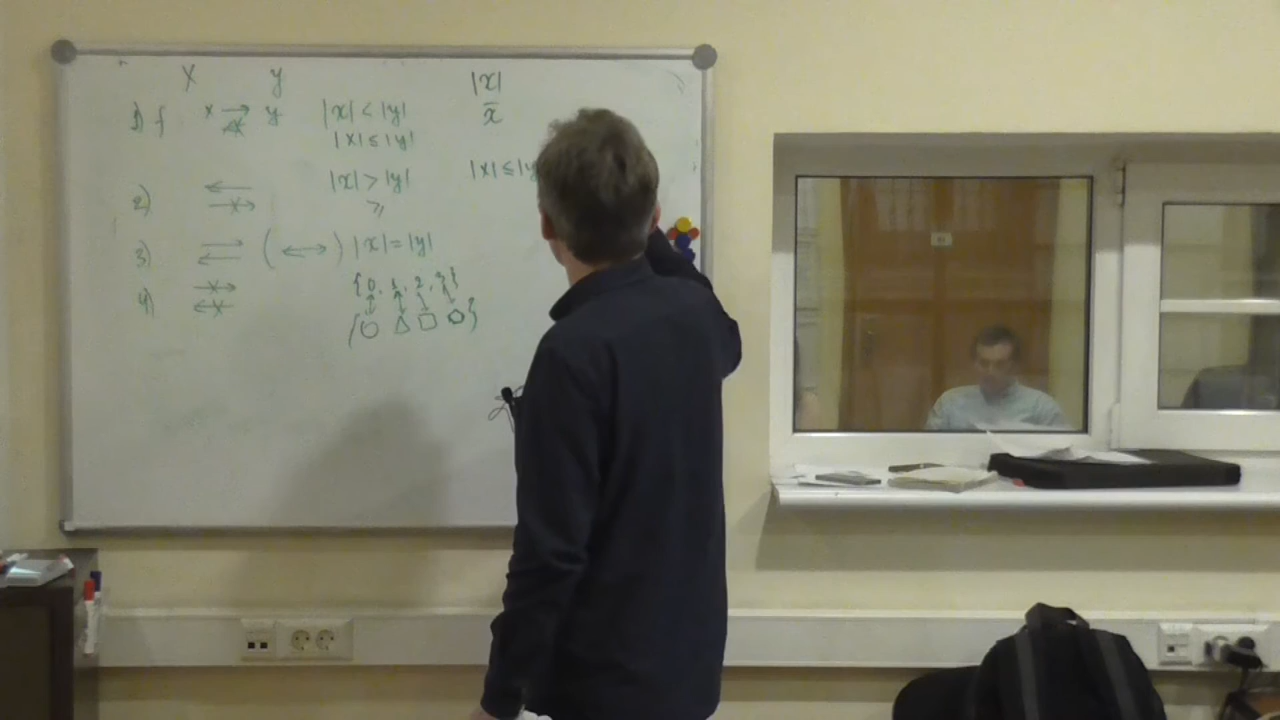 X y |x|
1) f x → y |x| < |y| x̄
|x| ≤ |y|
|x| ≤ |y
2) ← |x| > |y|
≥
3) ⇄ ( ↔ ) |x| = |y|
{0, 1, 2, 3}
4)
{○ △ □ ⬠}